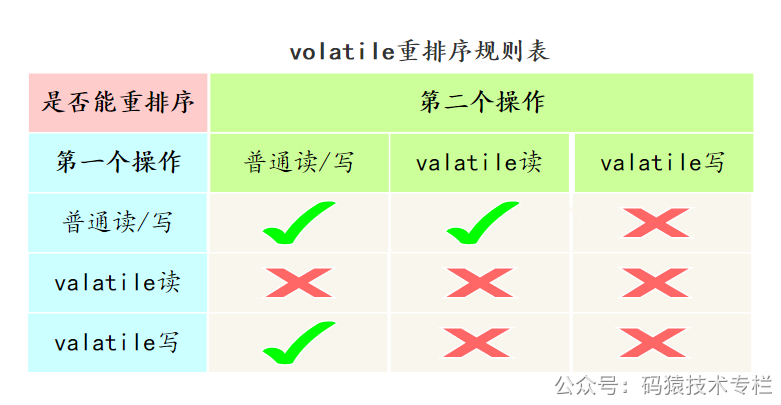 volatile重排序规则表
是否能重排序 第二个操作
第一个操作 普通读/写 valatile读 valatile写
普通读/写
valatile读
valatile写
公众号：码猿技术专栏